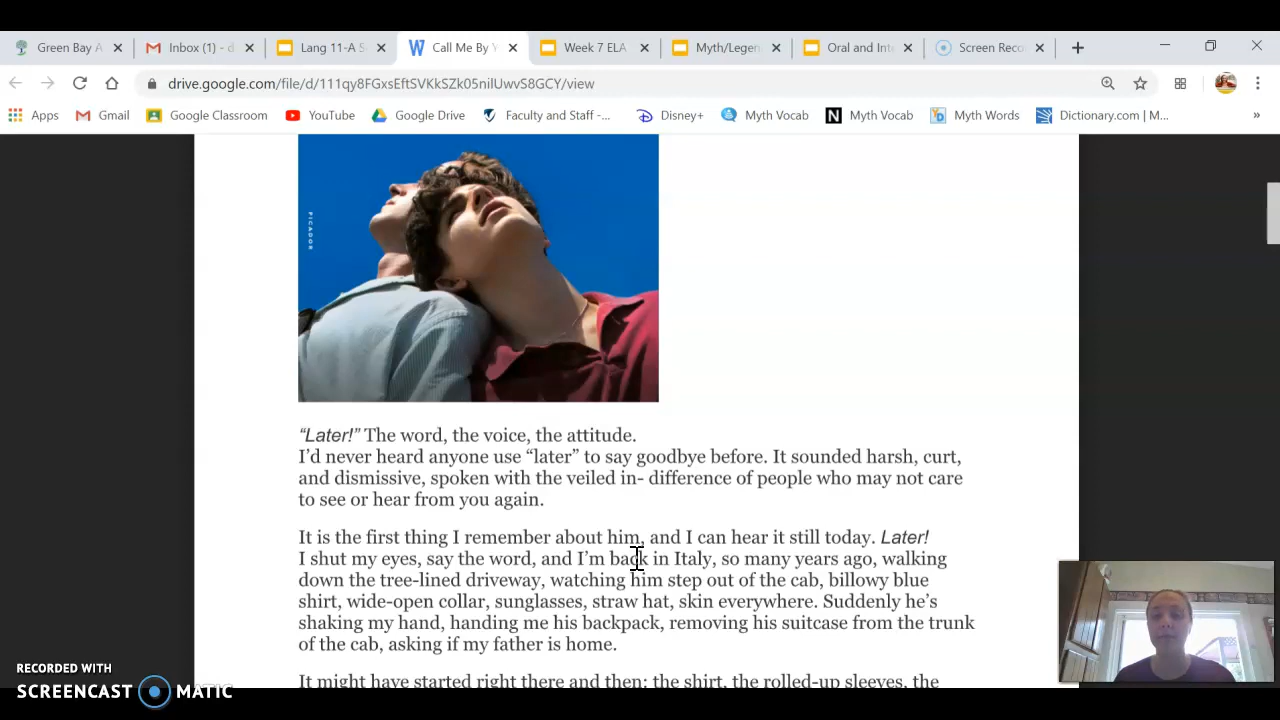 Green Bay A
Inbox (1) - d
Lang 11-A S
Call Me By Y
Week 7 ELA
Myth/Legen
Oral and Int
Screen Reco
drive.google.com/file/d/111qy8FGxsEftSVKkSZk05nilUwvS8GCY/view
Apps
Gmail
Google Classroom
YouTube
Google Drive
Faculty and Staff -...
Disney+
Myth Vocab
Myth Vocab
Myth Words
Dictionary.com | M...
»
PICADOR
“Later!” The word, the voice, the attitude.
I’d never heard anyone use “later” to say goodbye before. It sounded harsh, curt,
and dismissive, spoken with the veiled in- difference of people who may not care
to see or hear from you again.
It is the first thing I remember about him, and I can hear it still today. Later!
I shut my eyes, say the word, and I’m back in Italy, so many years ago, walking
down the tree-lined driveway, watching him step out of the cab, billowy blue
shirt, wide-open collar, sunglasses, straw hat, skin everywhere. Suddenly he’s
shaking my hand, handing me his backpack, removing his suitcase from the trunk
of the cab, asking if my father is home.
It might have started right there and then: the shirt, the rolled-up sleeves, the
RECORDED WITH
SCREENCAST MATIC